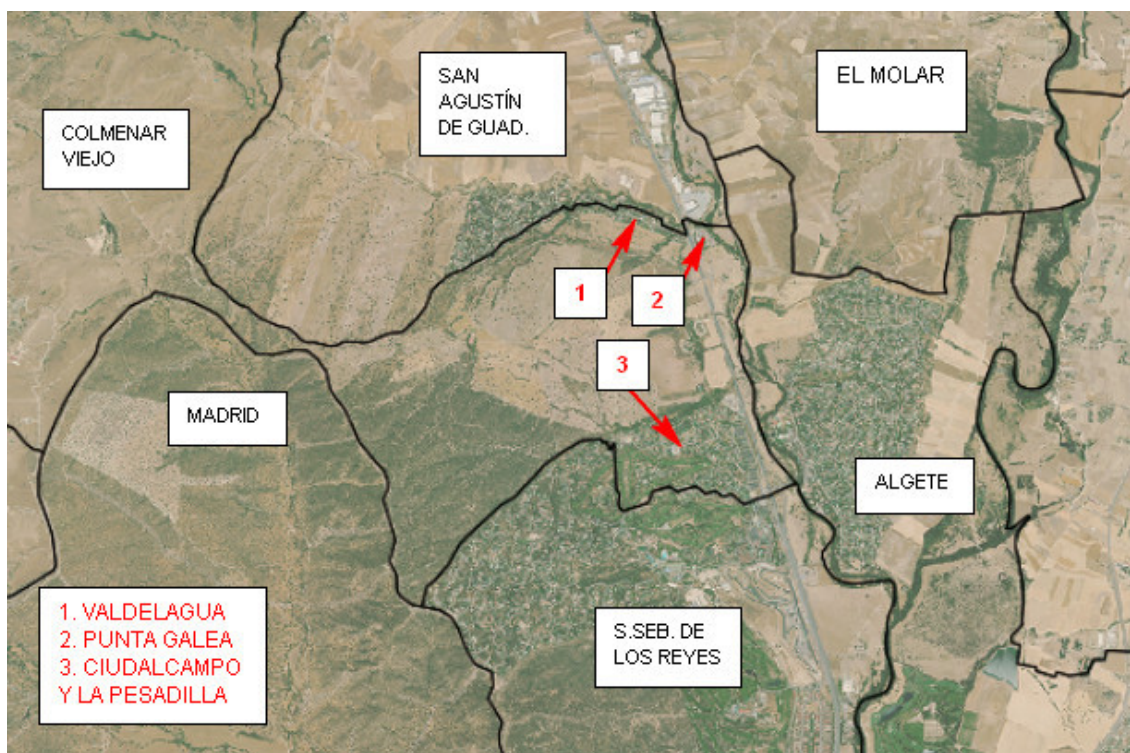 SAN
AGUSTÍN
DE GUAD.
EL MOLAR
COLMENAR
VIEJO
1
2
3
MADRID
ALGETE
1. VALDELAGUA
2. PUNTA GALEA
3. CIUDALCAMPO
Y LA PESADILLA
S.SEB. DE
LOS REYES